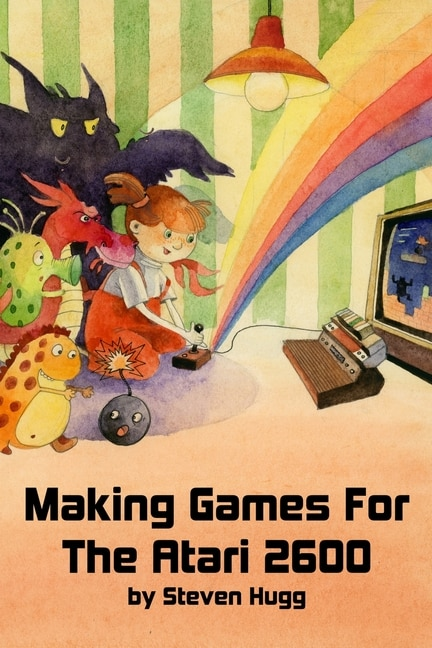 Making Games For
The Atari 2600
by Steven Hugg